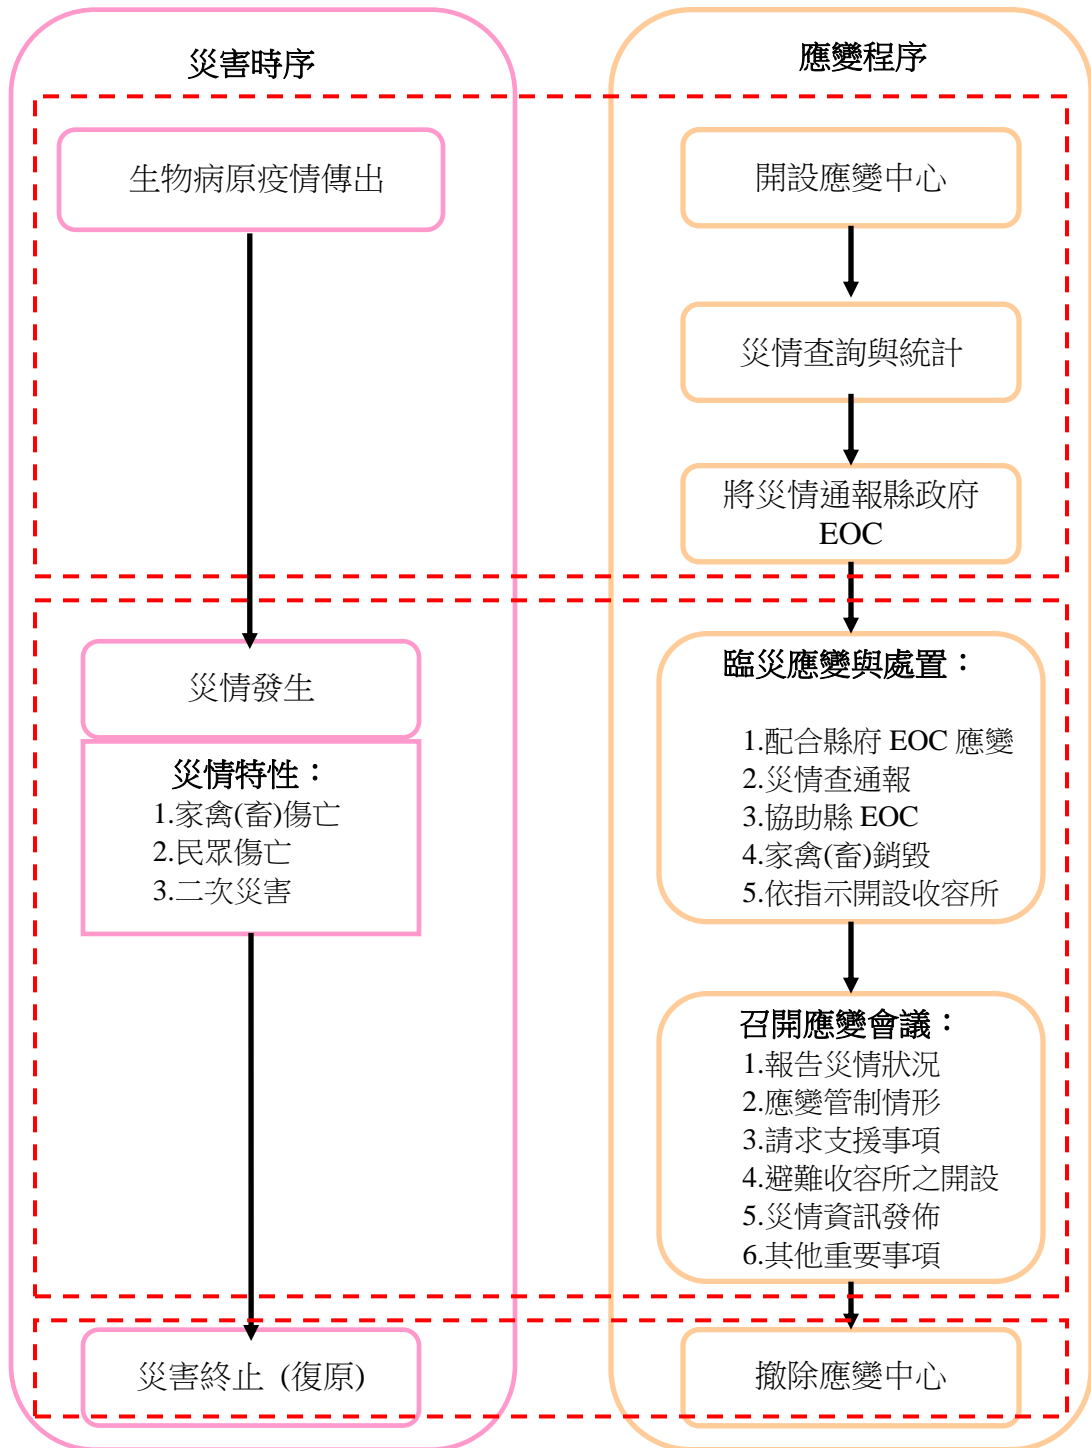 災害時序
生物病原疫情傳出
災情發生
災情特性：
1.家禽(畜)傷亡
2.民眾傷亡
3.二次災害
災害終止 (復原)
應變程序
開設應變中心
災情查詢與統計
將災情通報縣政府
EOC
臨災應變與處置：
1.配合縣府 EOC 應變
2.災情查通報
3.協助縣 EOC
4.家禽(畜)銷毀
5.依指示開設收容所
召開應變會議：
1.報告災情狀況
2.應變管制情形
3.請求支援事項
4.避難收容所之開設
5.災情資訊發佈
6.其他重要事項
撤除應變中心